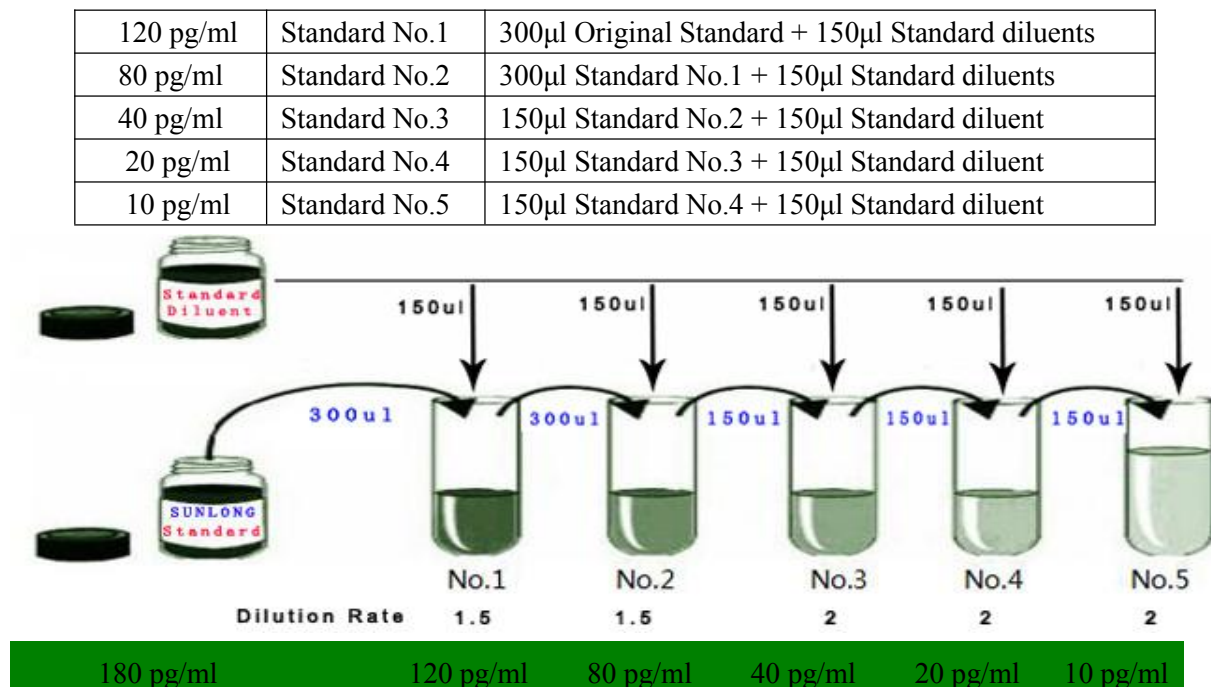 120 pg/ml Standard No.1 300μl Original Standard + 150μl Standard diluents
80 pg/ml Standard No.2 300μl Standard No.1 + 150μl Standard diluents
40 pg/ml Standard No.3 150μl Standard No.2 + 150μl Standard diluent
20 pg/ml Standard No.4 150μl Standard No.3 + 150μl Standard diluent
10 pg/ml Standard No.5 150μl Standard No.4 + 150μl Standard diluent
Standard
Diluent
150ul 150ul 150ul 150ul 150ul
300ul 300ul 150ul 150ul 150ul
SUNLONG
Standard
No.1 No.2 No.3 No.4 No.5
Dilution Rate 1.5 1.5 2 2 2
180 pg/ml 120 pg/ml 80 pg/ml 40 pg/ml 20 pg/ml 10 pg/ml